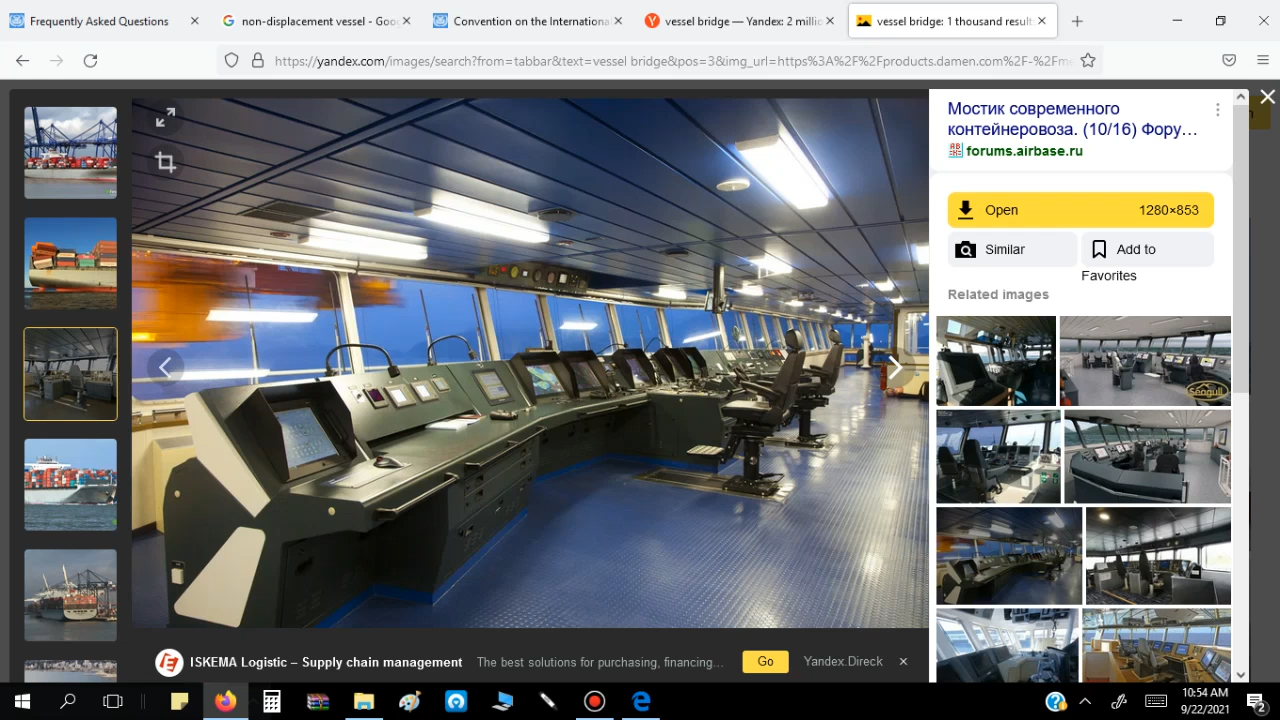 Frequently Asked Questions
non-displacement vessel - Goo
Convention on the Internationa
vessel bridge — Yandex: 2 millio
vessel bridge: 1 thousand result
https://yandex.com/images/search?from=tabbar&text=vessel bridge&pos=3&img_url=https%3A%2F%2Fproducts.damen.com%2F-%2Fme
Мостик современного
контейнеровоза. (10/16) Фору…
forums.airbase.ru
Open 1280×853
Similar
Add to
Favorites
Related images
Seagull
ISKEMA Logistic – Supply chain management
The best solutions for purchasing, financing…
Go
Yandex.Direck
10:54 AM
9/22/2021
2